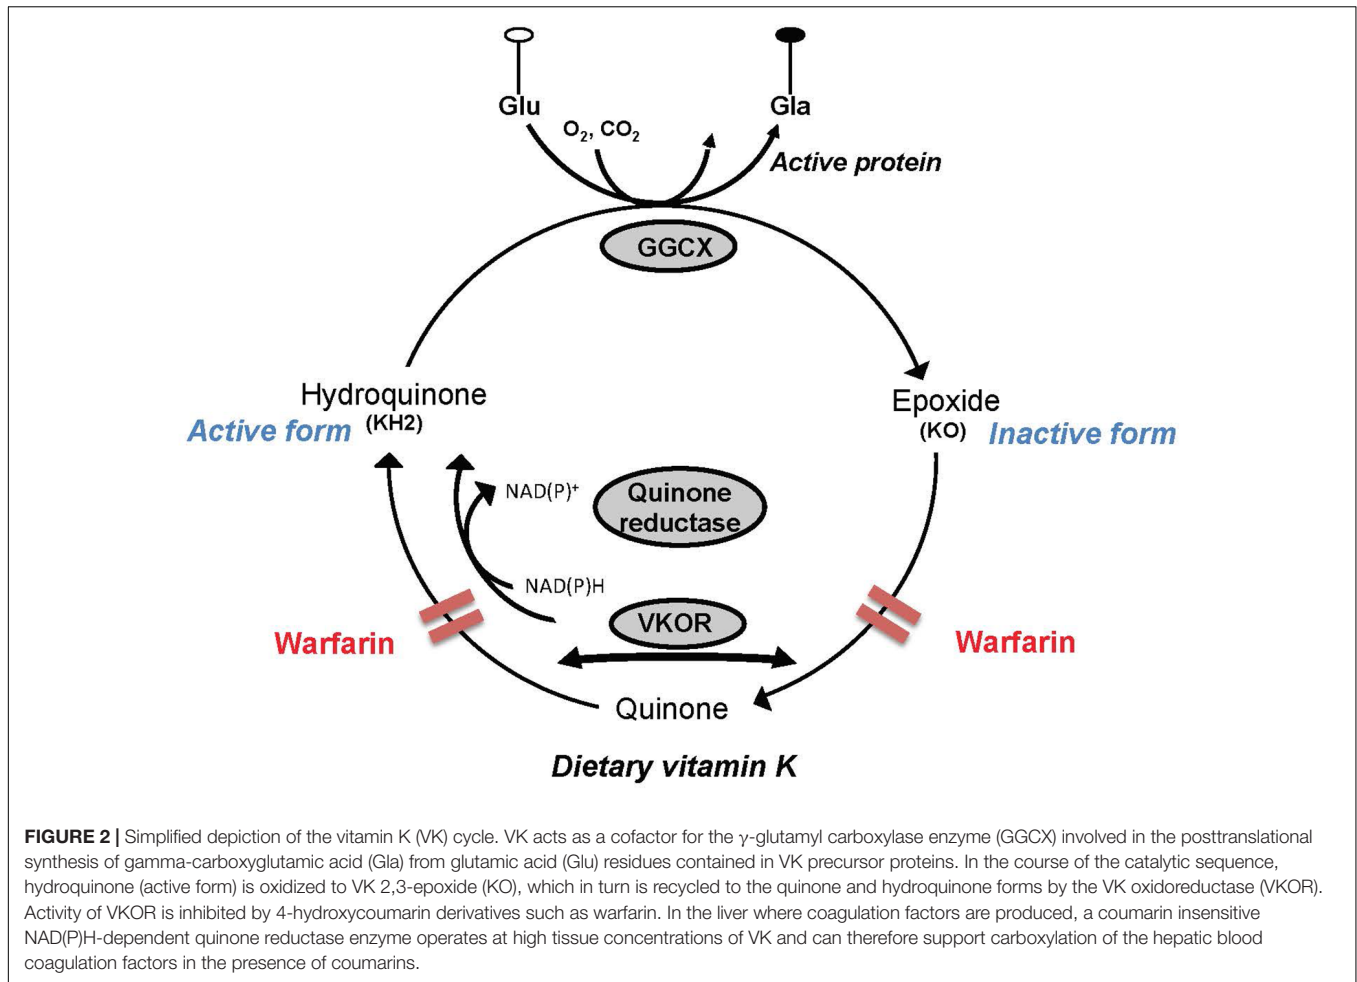 Glu
Gla
O₂, CO₂
Active protein
GGCX
Hydroquinone
(KH2)
Active form
Epoxide
(KO)
Inactive form
NAD(P)⁺
Quinone
reductase
NAD(P)H
VKOR
Warfarin
Warfarin
Quinone
Dietary vitamin K
FIGURE 2 | Simplified depiction of the vitamin K (VK) cycle. VK acts as a cofactor for the γ-glutamyl carboxylase enzyme (GGCX) involved in the posttranslational
synthesis of gamma-carboxyglutamic acid (Gla) from glutamic acid (Glu) residues contained in VK precursor proteins. In the course of the catalytic sequence,
hydroquinone (active form) is oxidized to VK 2,3-epoxide (KO), which in turn is recycled to the quinone and hydroquinone forms by the VK oxidoreductase (VKOR).
Activity of VKOR is inhibited by 4-hydroxycoumarin derivatives such as warfarin. In the liver where coagulation factors are produced, a coumarin insensitive
NAD(P)H-dependent quinone reductase enzyme operates at high tissue concentrations of VK and can therefore support carboxylation of the hepatic blood
coagulation factors in the presence of coumarins.